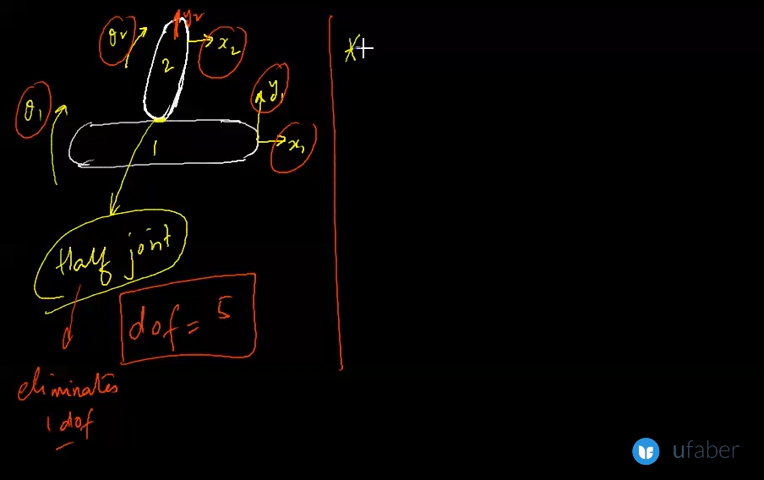 θ2
y2
x2
2
θ1
y1
1
x1
Half joint
dof = 5
eliminates
1 dof
ufaber